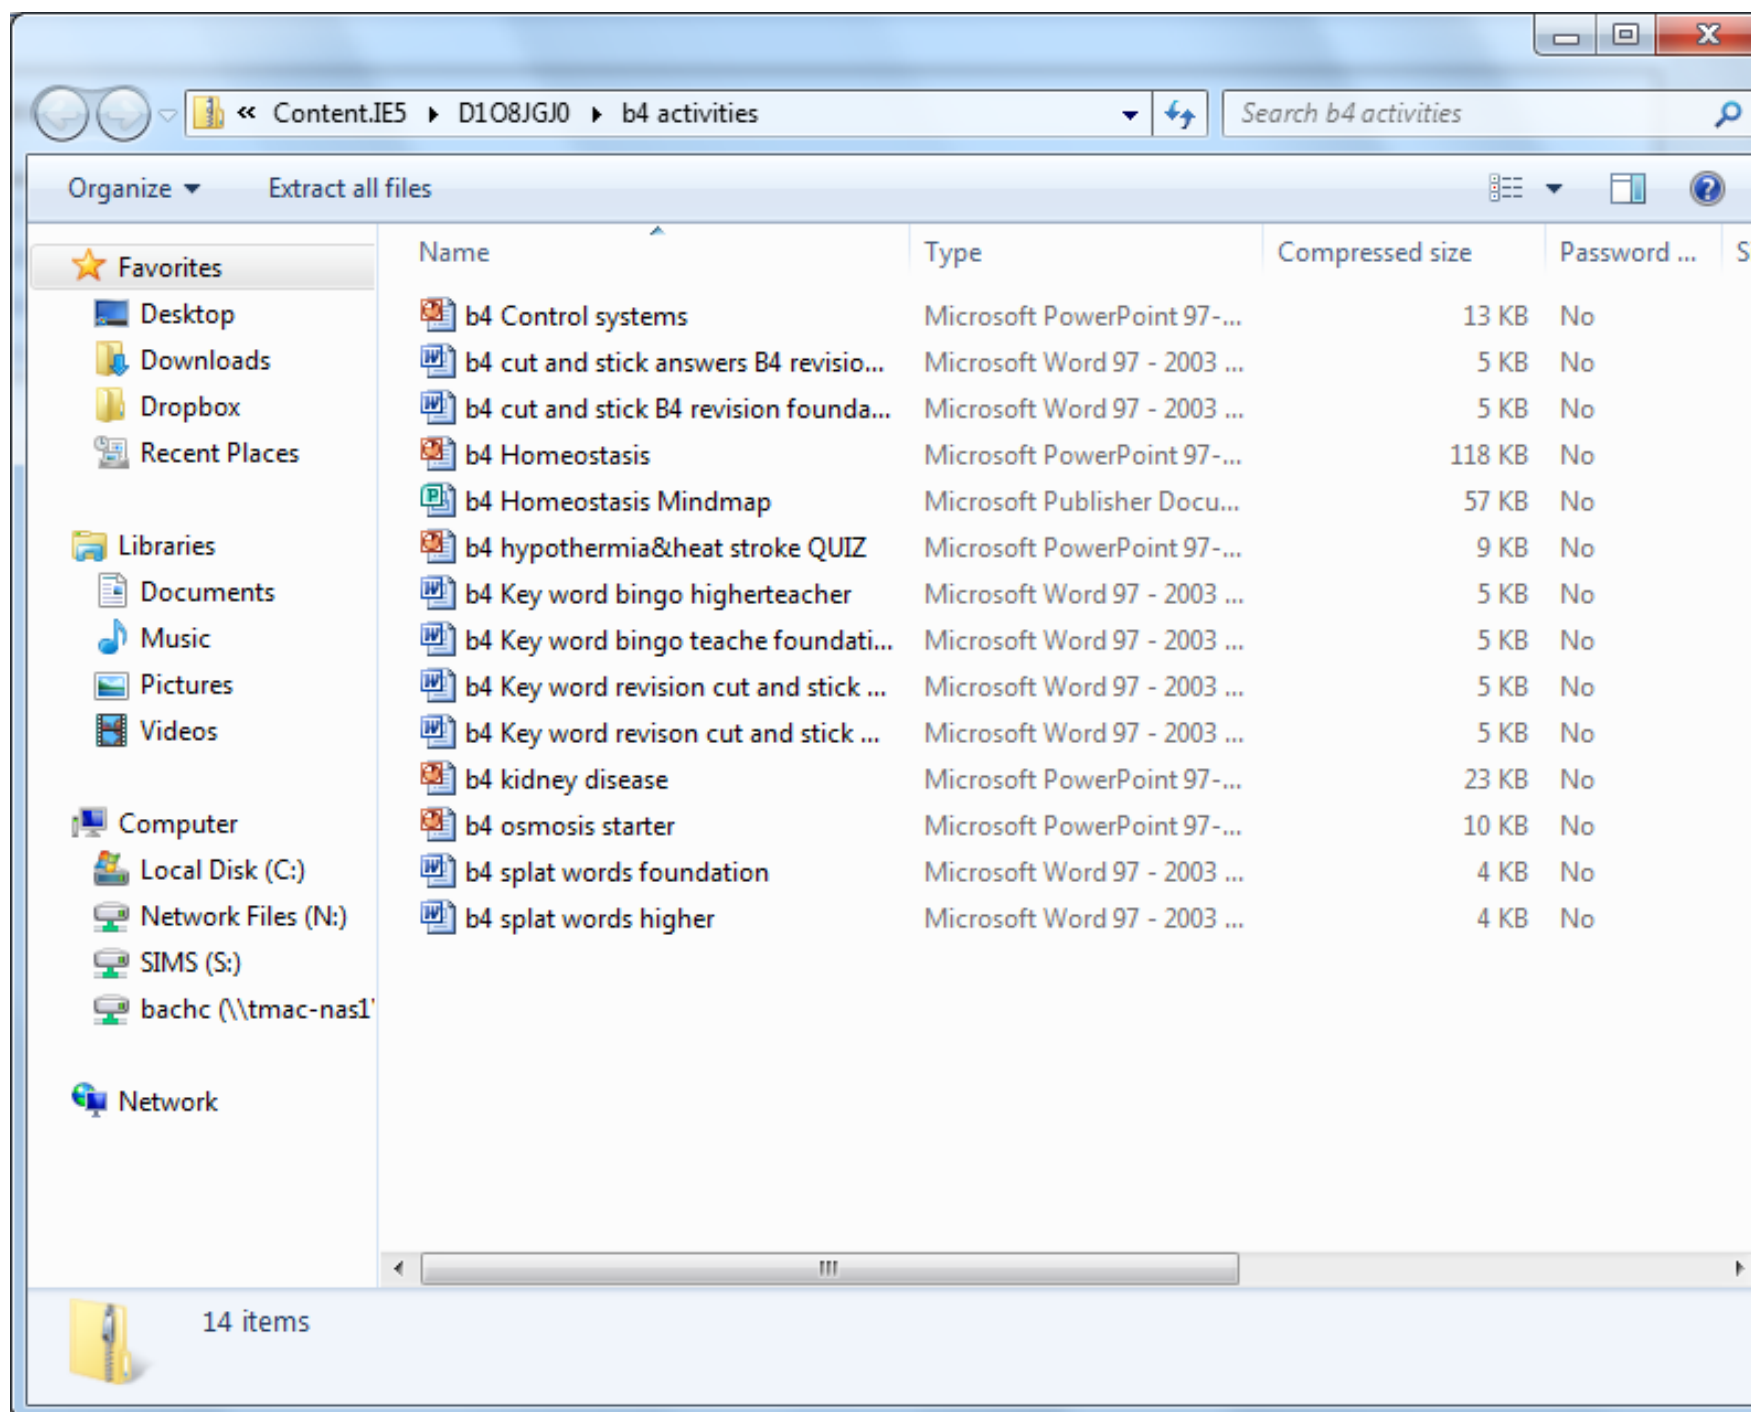 « Content.IE5 ▸ D1O8JGJ0 ▸ b4 activities
Search b4 activities
Organize
Extract all files
Name Type Compressed size Password ... S
Favorites
Desktop
Downloads
Dropbox
Recent Places
Libraries
Documents
Music
Pictures
Videos
Computer
Local Disk (C:)
Network Files (N:)
SIMS (S:)
bachc (\\tmac-nas1
Network
b4 Control systems Microsoft PowerPoint 97-... 13 KB No
b4 cut and stick answers B4 revisio... Microsoft Word 97 - 2003 ... 5 KB No
b4 cut and stick B4 revision founda... Microsoft Word 97 - 2003 ... 5 KB No
b4 Homeostasis Microsoft PowerPoint 97-... 118 KB No
b4 Homeostasis Mindmap Microsoft Publisher Docu... 57 KB No
b4 hypothermia&heat stroke QUIZ Microsoft PowerPoint 97-... 9 KB No
b4 Key word bingo higherteacher Microsoft Word 97 - 2003 ... 5 KB No
b4 Key word bingo teache foundati... Microsoft Word 97 - 2003 ... 5 KB No
b4 Key word revision cut and stick ... Microsoft Word 97 - 2003 ... 5 KB No
b4 Key word revison cut and stick ... Microsoft Word 97 - 2003 ... 5 KB No
b4 kidney disease Microsoft PowerPoint 97-... 23 KB No
b4 osmosis starter Microsoft PowerPoint 97-... 10 KB No
b4 splat words foundation Microsoft Word 97 - 2003 ... 4 KB No
b4 splat words higher Microsoft Word 97 - 2003 ... 4 KB No
14 items